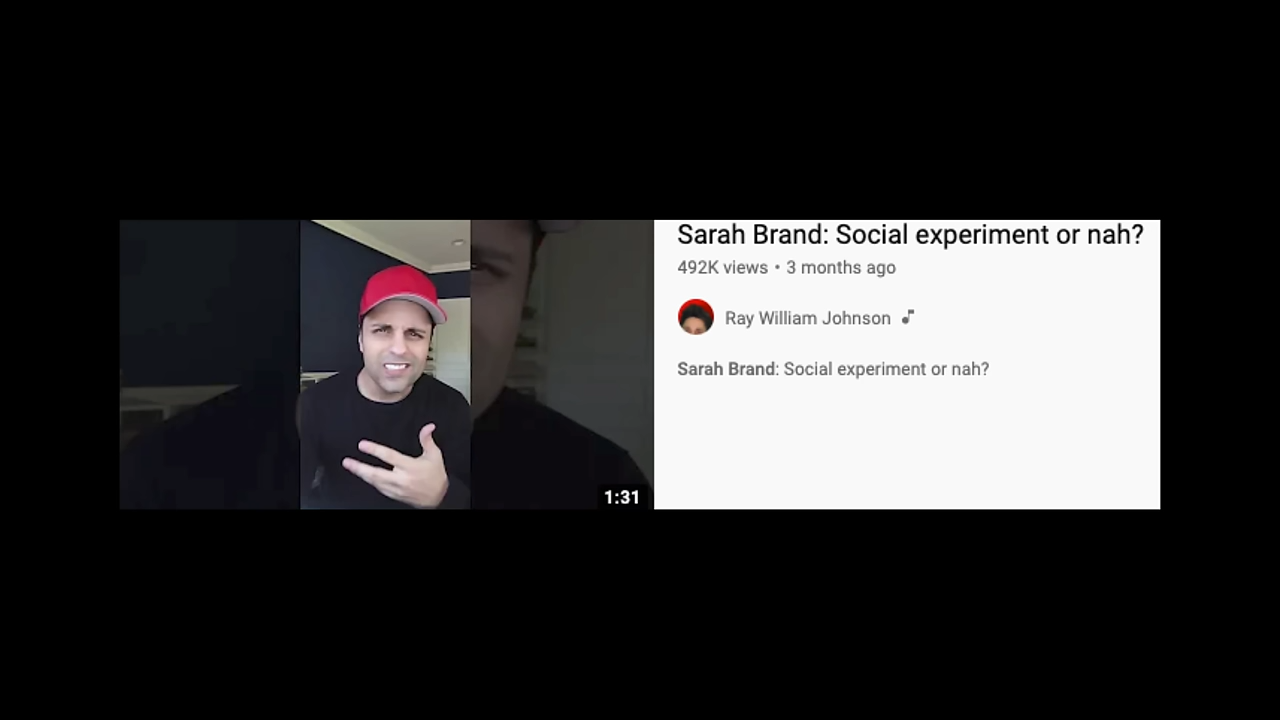 Sarah Brand: Social experiment or nah?
492K views • 3 months ago
Ray William Johnson
Sarah Brand: Social experiment or nah?
1:31